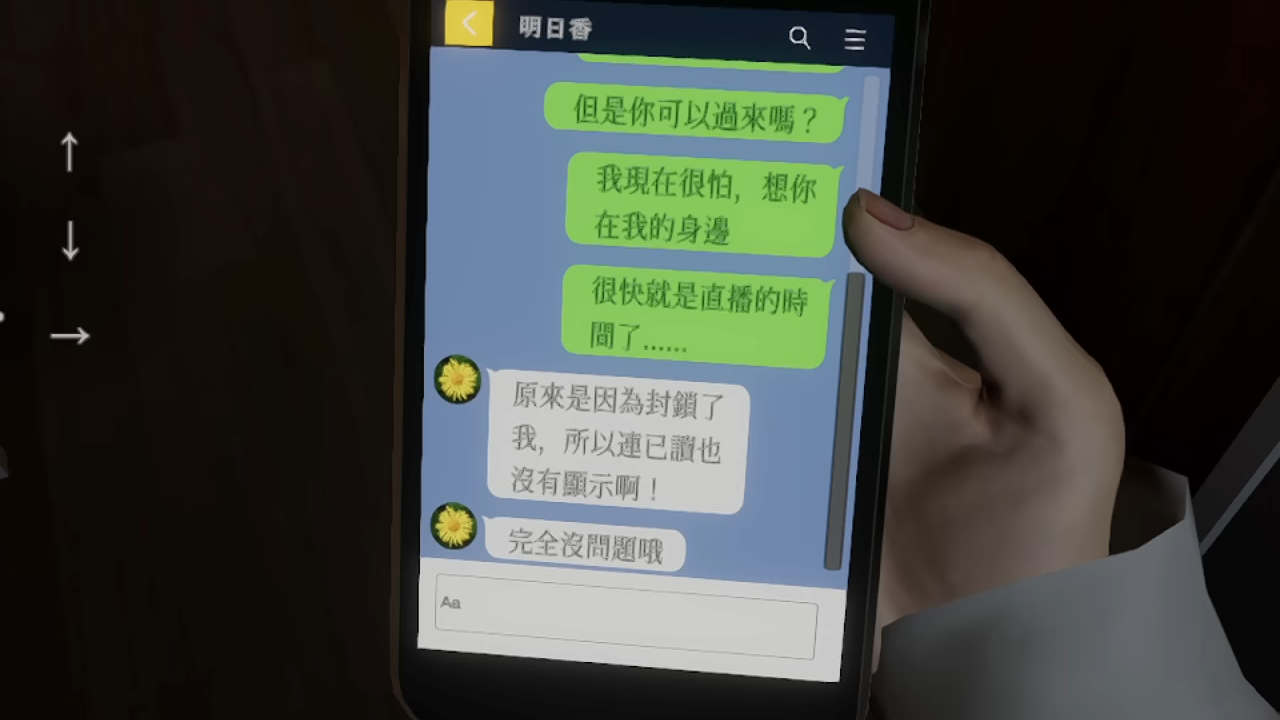 明日香
但是你可以過來嗎？
我現在很怕，想你
在我的身邊
很快就是直播的時
間了……
原來是因為封鎖了
我，所以連已讀也
沒有顯示啊！
完全沒問題哦
Aa